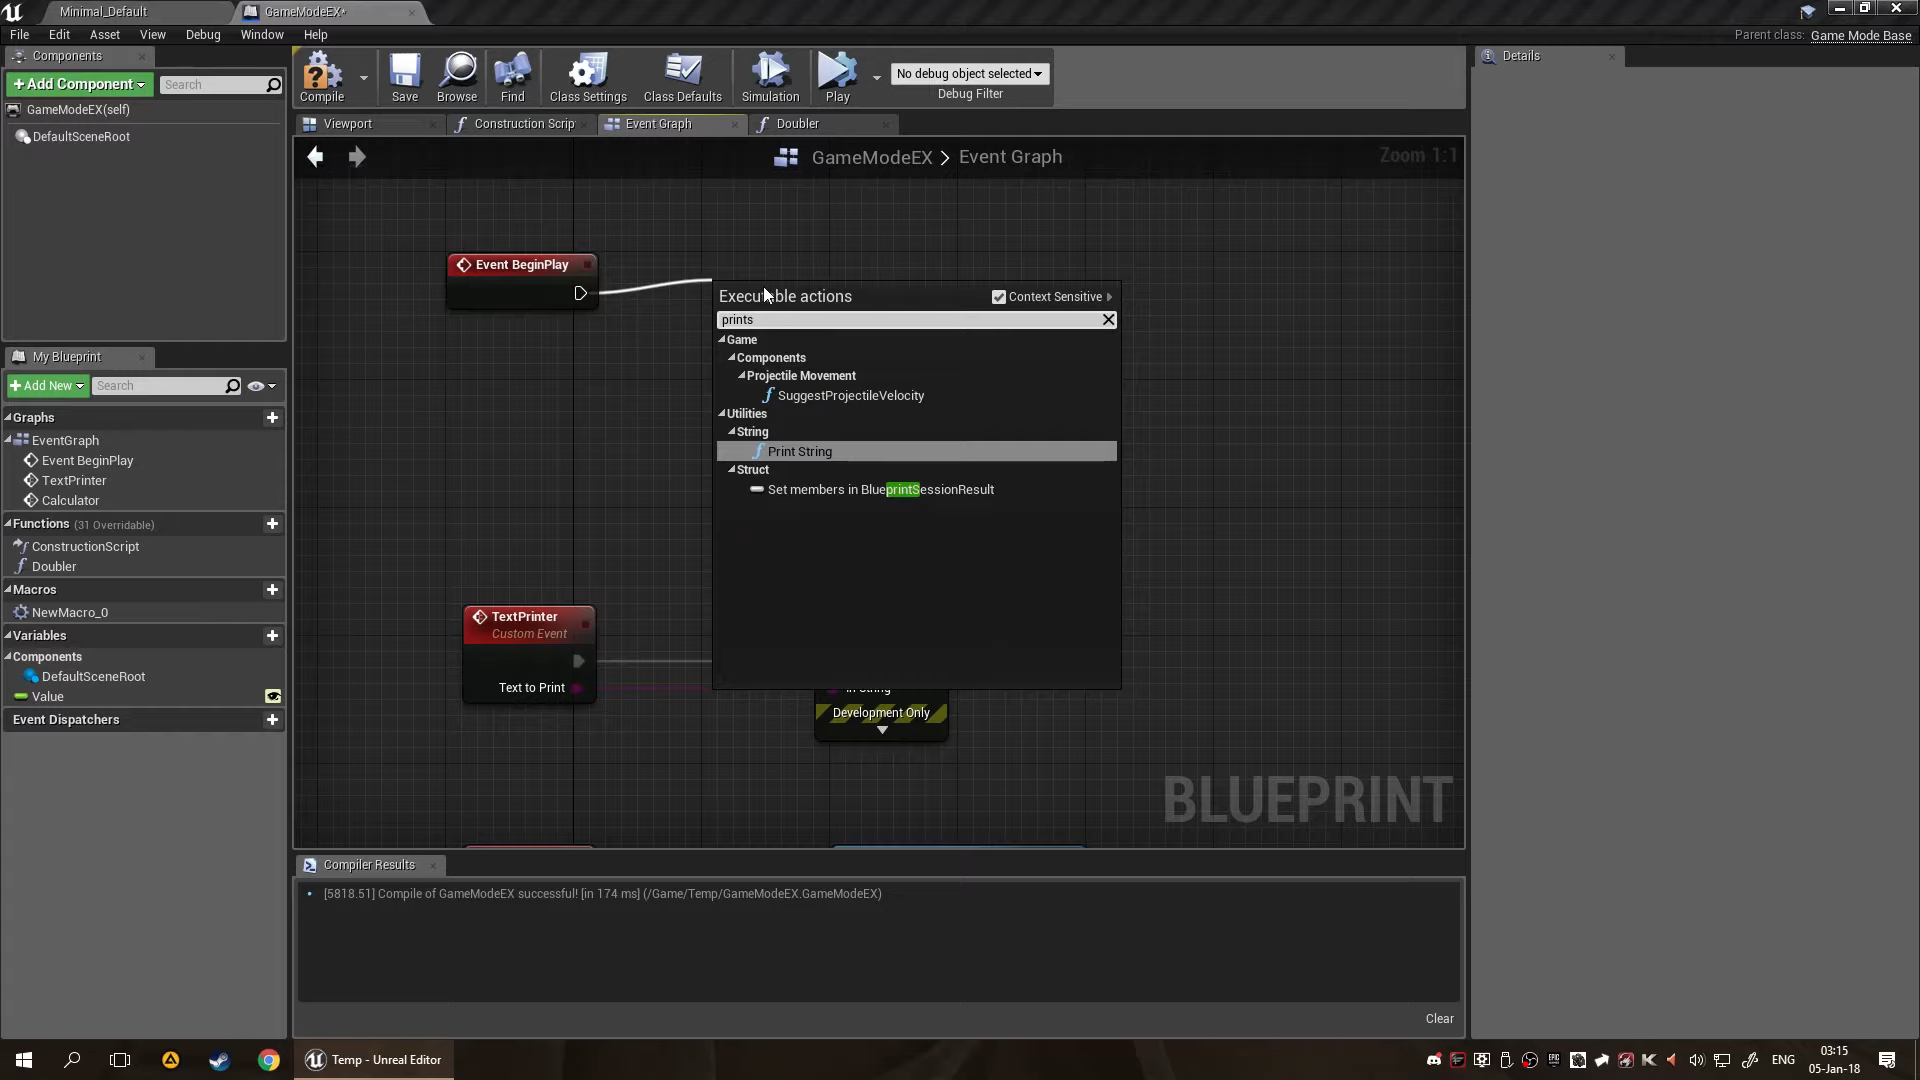 Minimal_Default
GameModeEX*
File Edit Asset View Debug Window Help
Parent class: Game Mode Base
Components
Add Component
Search
GameModeEX(self)
DefaultSceneRoot
Compile
Save
Browse
Find
Class Settings
Class Defaults
Simulation
Play
No debug object selected
Debug Filter
Details
Viewport
Construction Scrip
Event Graph
Doubler
GameModeEX > Event Graph
Zoom 1:1
Event BeginPlay
Executable actions
Context Sensitive
prints
Game
Components
Projectile Movement
SuggestProjectileVelocity
Utilities
String
Print String
Struct
Set members in BlueprintSessionResult
TextPrinter
Custom Event
Text to Print
In String
Development Only
BLUEPRINT
My Blueprint
Add New
Search
Graphs
EventGraph
Event BeginPlay
TextPrinter
Calculator
Functions (31 Overridable)
ConstructionScript
Doubler
Macros
NewMacro_0
Variables
Components
DefaultSceneRoot
Value
Event Dispatchers
Compiler Results
[5818.51] Compile of GameModeEX successful! [in 174 ms] (/Game/Temp/GameModeEX.GameModeEX)
Clear
Temp - Unreal Editor
ENG
03:15
05-Jan-18